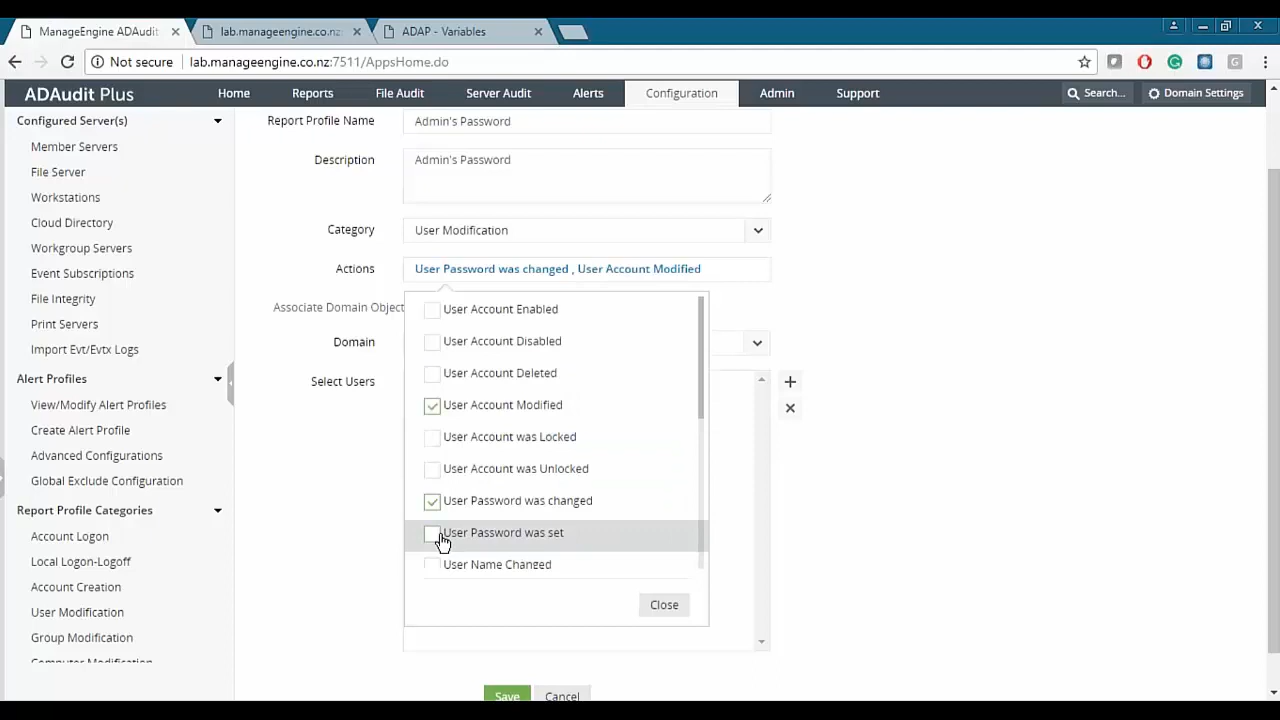 ManageEngine ADAudit
lab.manageengine.co.nz
ADAP - Variables
Not secure lab.manageengine.co.nz:7511/AppsHome.do
ADAudit Plus Home Reports File Audit Server Audit Alerts Configuration Admin Support Search... Domain Settings
Configured Server(s)
Member Servers
File Server
Workstations
Cloud Directory
Workgroup Servers
Event Subscriptions
File Integrity
Print Servers
Import Evt/Evtx Logs
Alert Profiles
View/Modify Alert Profiles
Create Alert Profile
Advanced Configurations
Global Exclude Configuration
Report Profile Categories
Account Logon
Local Logon-Logoff
Account Creation
User Modification
Group Modification
Computer Modification
Report Profile Name Admin's Password
Description Admin's Password
Category User Modification
Actions User Password was changed , User Account Modified
Associate Domain Object
Domain
Select Users
User Account Enabled
User Account Disabled
User Account Deleted
User Account Modified
User Account was Locked
User Account was Unlocked
User Password was changed
User Password was set
User Name Changed
Close
Save Cancel